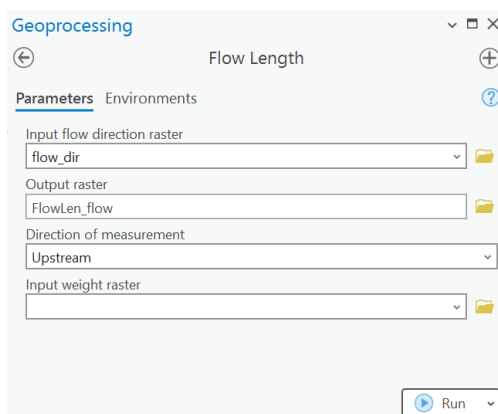 Geoprocessing
Flow Length
Parameters Environments
Input flow direction raster
flow_dir
Output raster
FlowLen_flow
Direction of measurement
Upstream
Input weight raster
Run